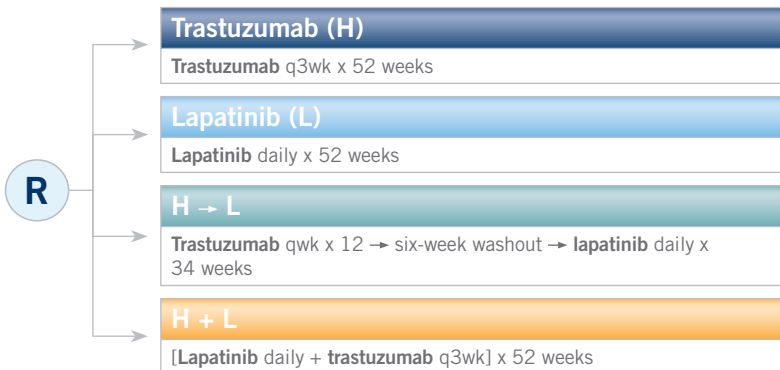 R
Trastuzumab (H)
Trastuzumab q3wk x 52 weeks
Lapatinib (L)
Lapatinib daily x 52 weeks
H → L
Trastuzumab qwk x 12 → six-week washout → lapatinib daily x
34 weeks
H + L
[Lapatinib daily + trastuzumab q3wk] x 52 weeks